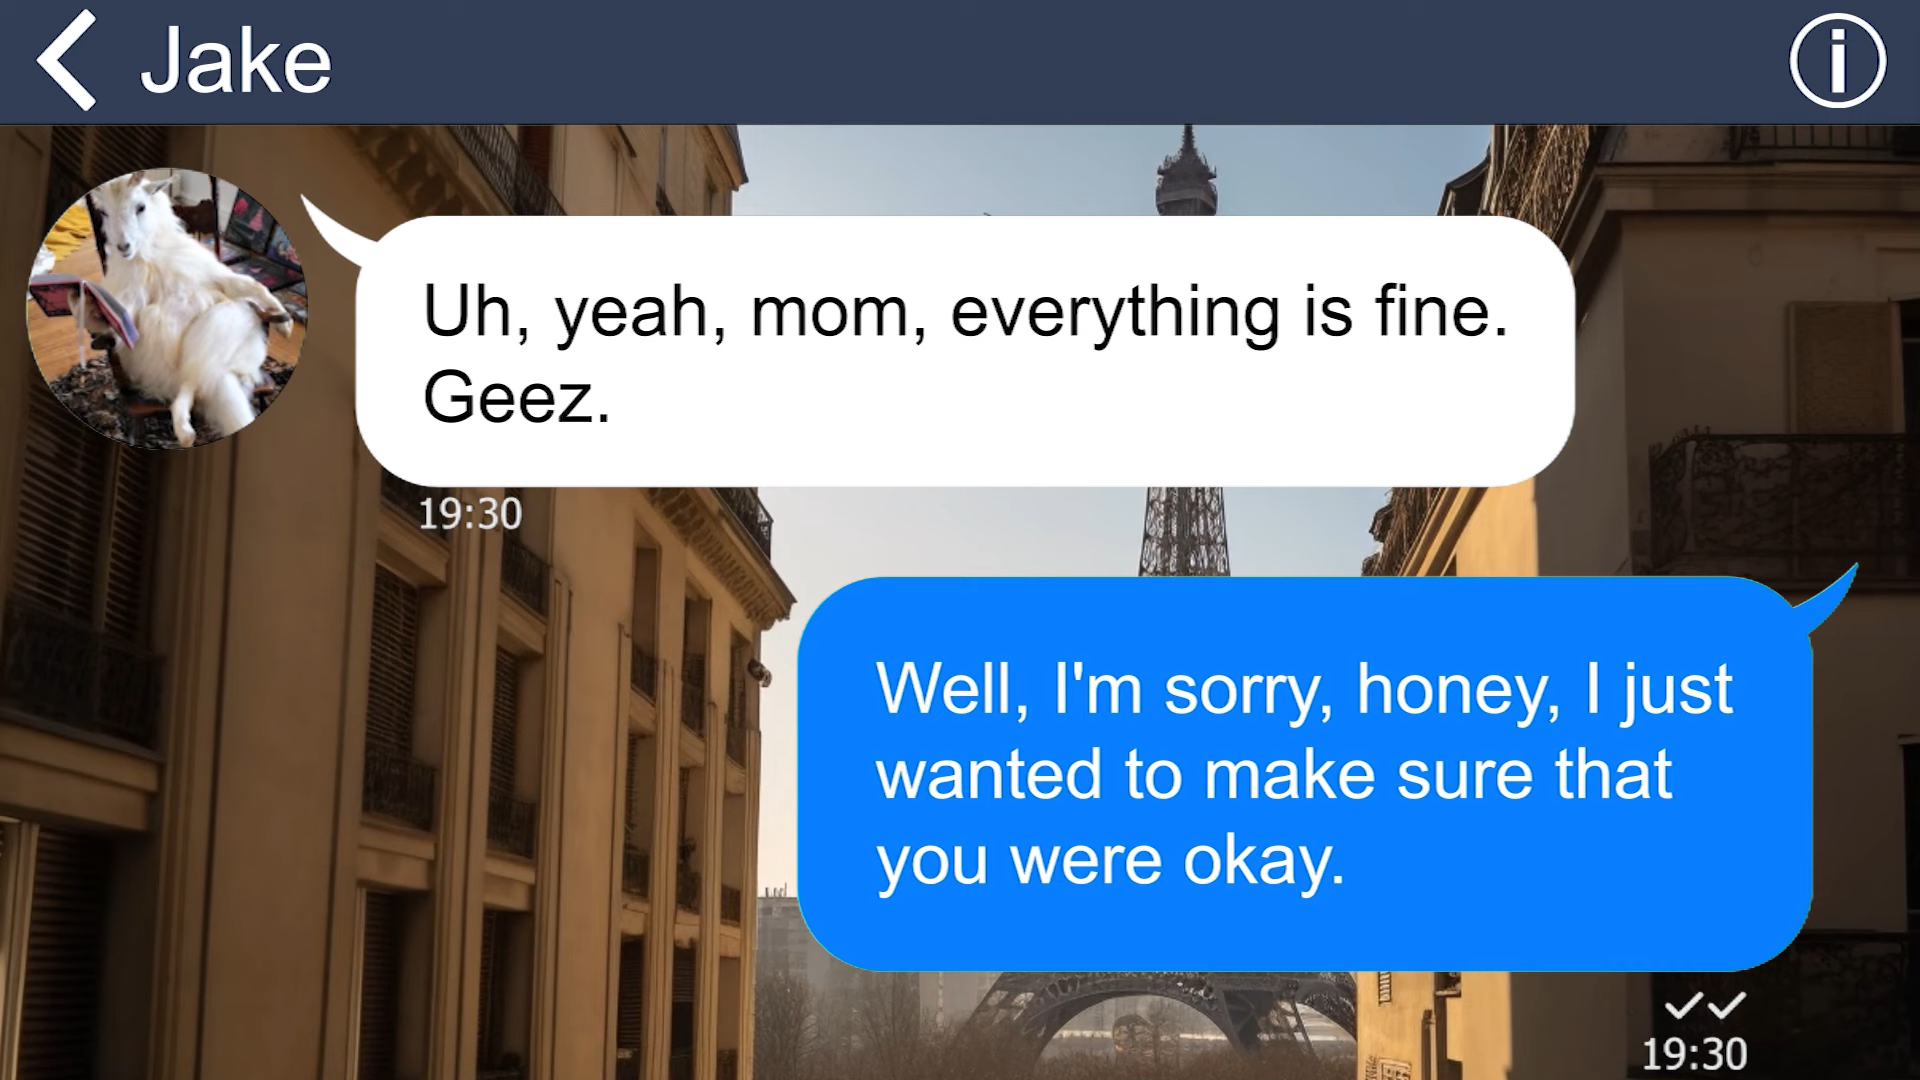 Jake
Uh, yeah, mom, everything is fine.
Geez.
19:30
Well, I'm sorry, honey, I just
wanted to make sure that
you were okay.
19:30